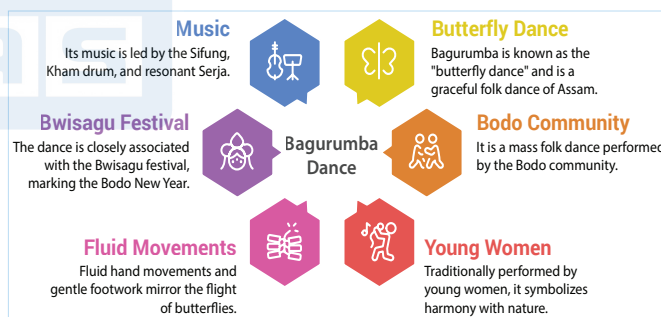 Music
Its music is led by the Sifung,
Kham drum, and resonant Serja.
Butterfly Dance
Bagurumba is known as the
"butterfly dance" and is a
graceful folk dance of Assam.
Bwisagu Festival
The dance is closely associated
with the Bwisagu festival,
marking the Bodo New Year.
Bagurumba
Dance
Bodo Community
It is a mass folk dance performed
by the Bodo community.
Fluid Movements
Fluid hand movements and
gentle footwork mirror the flight
of butterflies.
Young Women
Traditionally performed by
young women, it symbolizes
harmony with nature.